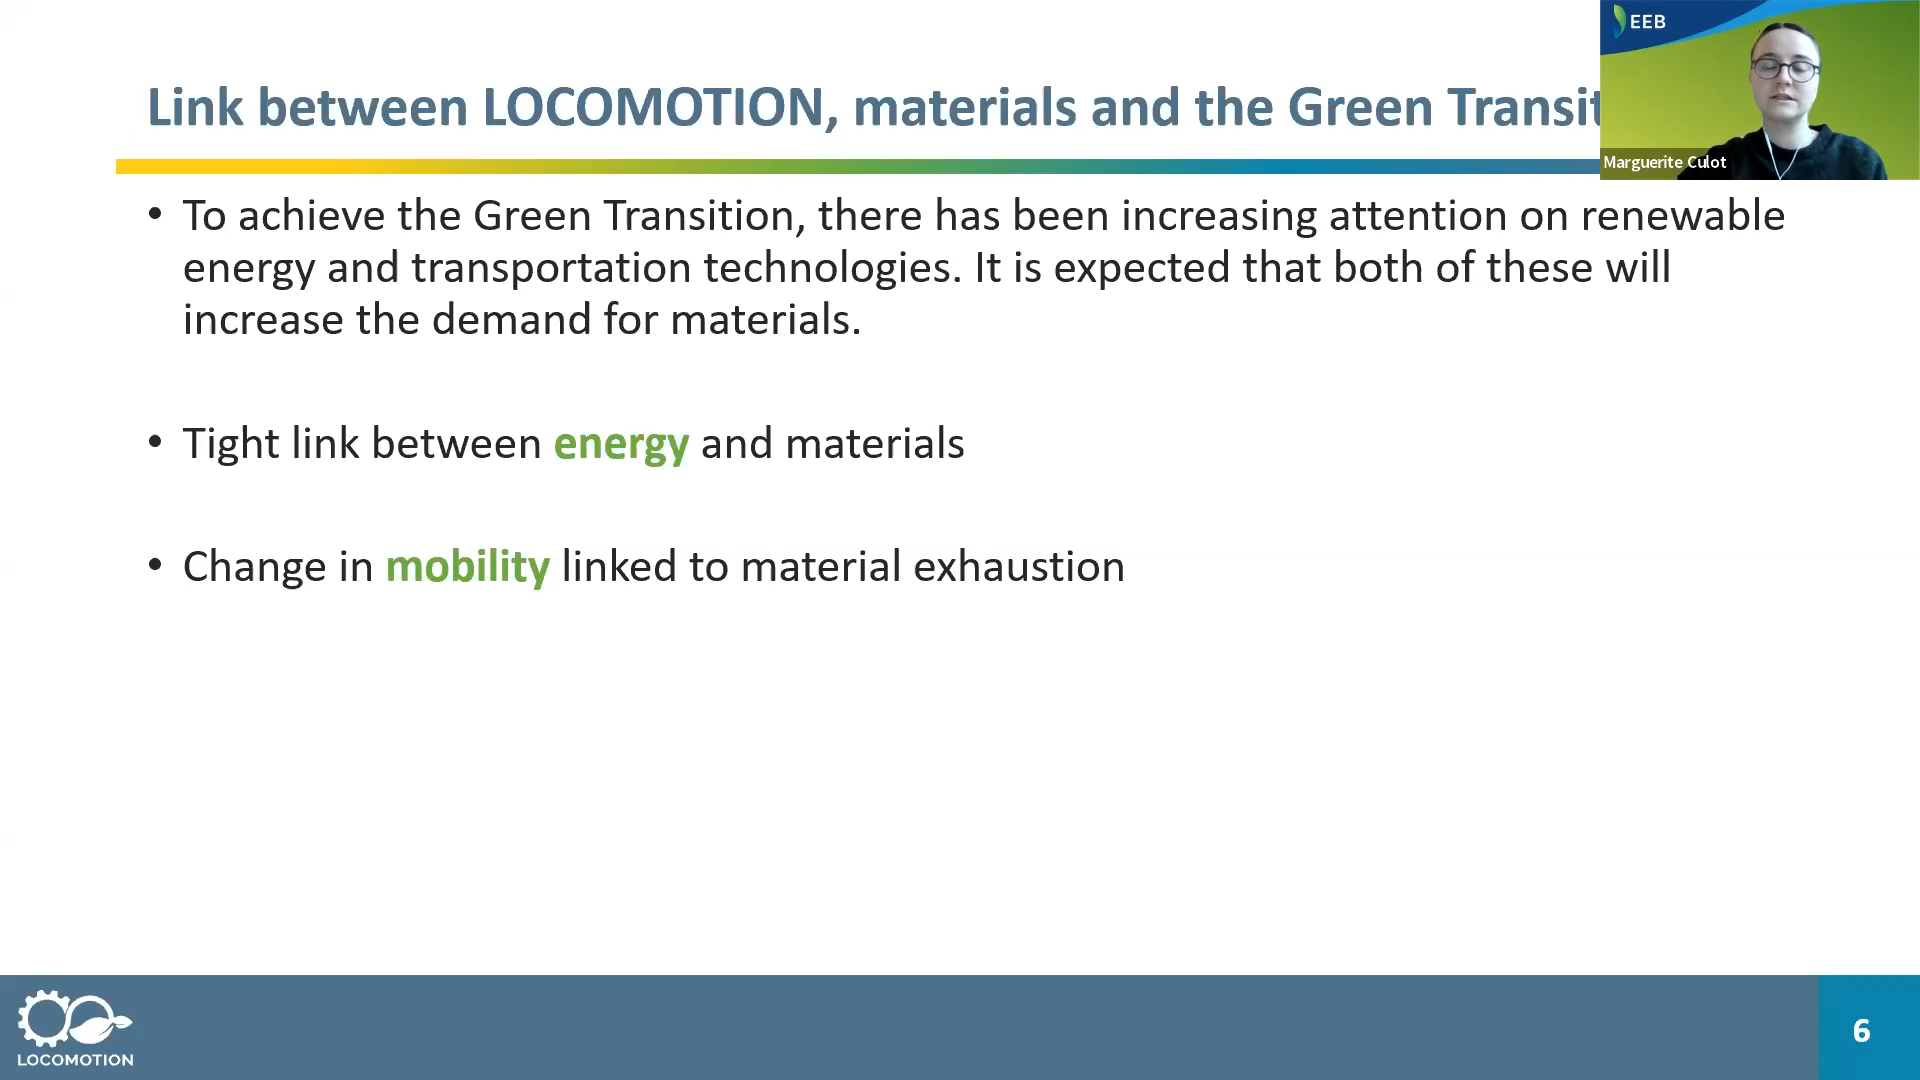 EEB
Link between LOCOMOTION, materials and the Green Transit
Marguerite Culot
• To achieve the Green Transition, there has been increasing attention on renewable
energy and transportation technologies. It is expected that both of these will
increase the demand for materials.
• Tight link between energy and materials
• Change in mobility linked to material exhaustion
LOCOMOTION
6